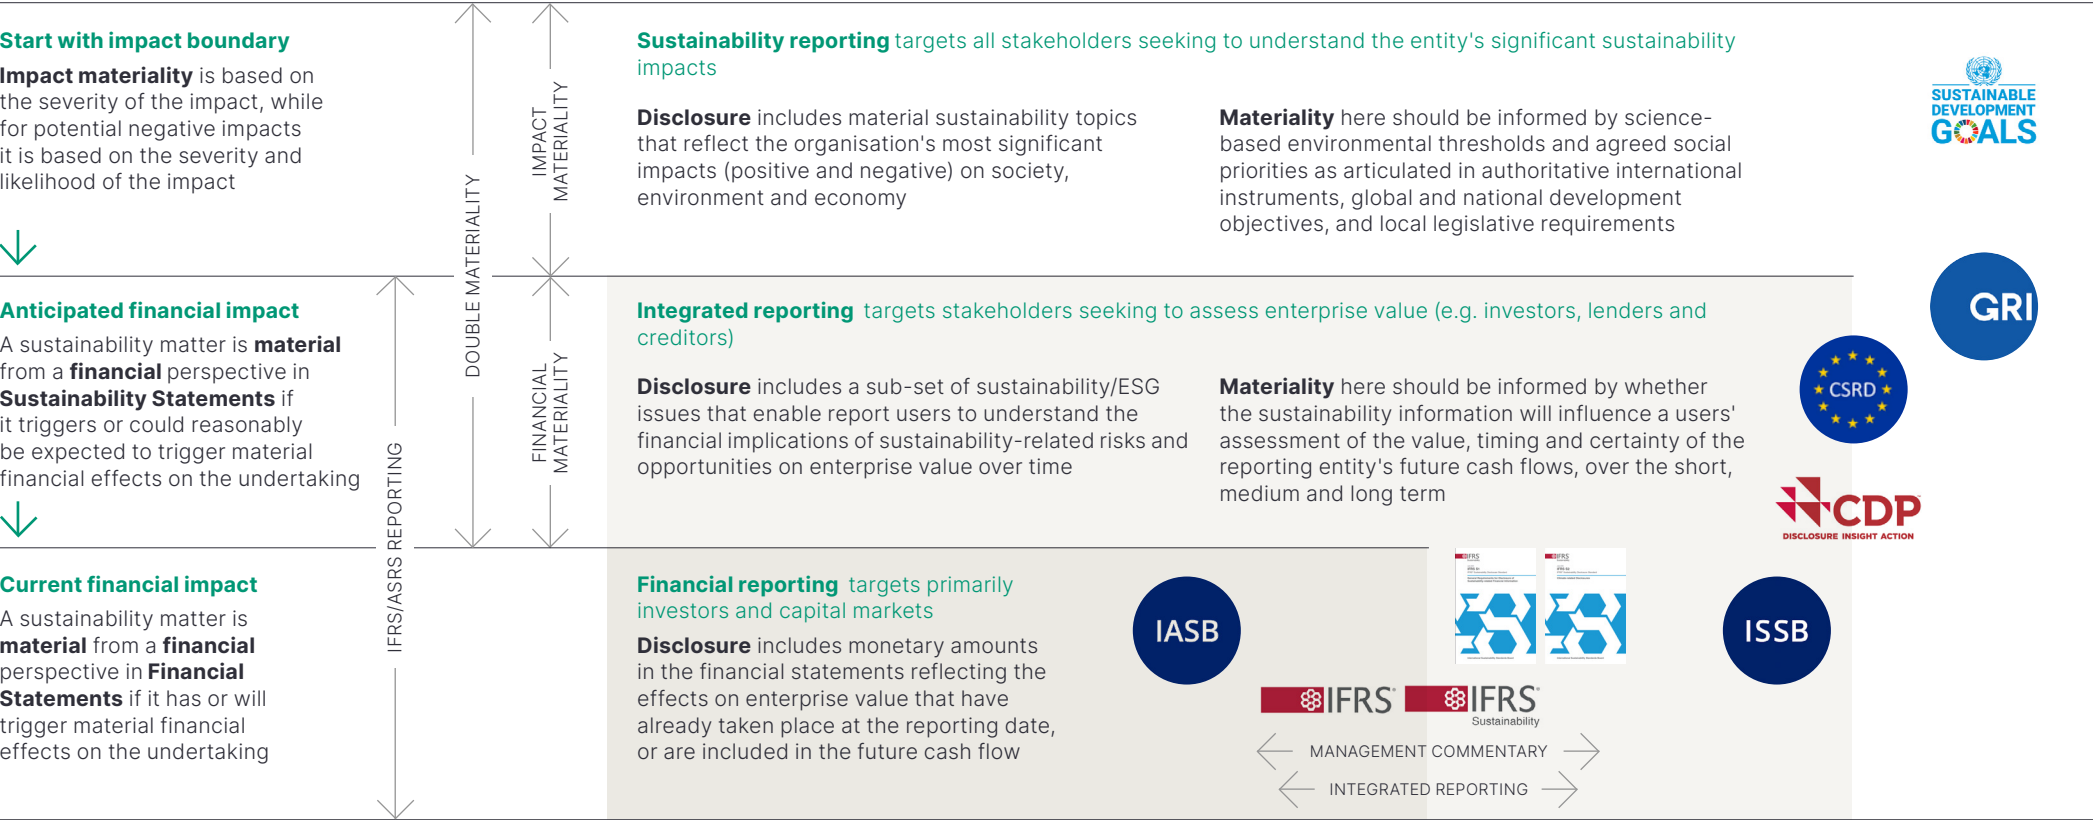 Start with impact boundary
Impact materiality is based on
the severity of the impact, while
for potential negative impacts
it is based on the severity and
likelihood of the impact
Anticipated financial impact
A sustainability matter is material
from a financial perspective in
Sustainability Statements if
it triggers or could reasonably
be expected to trigger material
financial effects on the undertaking
Current financial impact
A sustainability matter is
material from a financial
perspective in Financial
Statements if it has or will
trigger material financial
effects on the undertaking
IFRS/ASRS REPORTING
DOUBLE MATERIALITY
IMPACT
MATERIALITY
FINANCIAL
MATERIALITY
Sustainability reporting targets all stakeholders seeking to understand the entity's significant sustainability
impacts
Disclosure includes material sustainability topics
that reflect the organisation's most significant
impacts (positive and negative) on society,
environment and economy
Materiality here should be informed by science-
based environmental thresholds and agreed social
priorities as articulated in authoritative international
instruments, global and national development
objectives, and local legislative requirements
Integrated reporting targets stakeholders seeking to assess enterprise value (e.g. investors, lenders and
creditors)
Disclosure includes a sub-set of sustainability/ESG
issues that enable report users to understand the
financial implications of sustainability-related risks and
opportunities on enterprise value over time
Materiality here should be informed by whether
the sustainability information will influence a users'
assessment of the value, timing and certainty of the
reporting entity's future cash flows, over the short,
medium and long term
Financial reporting targets primarily
investors and capital markets
Disclosure includes monetary amounts
in the financial statements reflecting the
effects on enterprise value that have
already taken place at the reporting date,
or are included in the future cash flow
SUSTAINABLE
DEVELOPMENT
GOALS
GRI
CSRD
CDP
DISCLOSURE INSIGHT ACTION
IASB
ISSB
IFRS
IFRS
Sustainability
MANAGEMENT COMMENTARY
INTEGRATED REPORTING